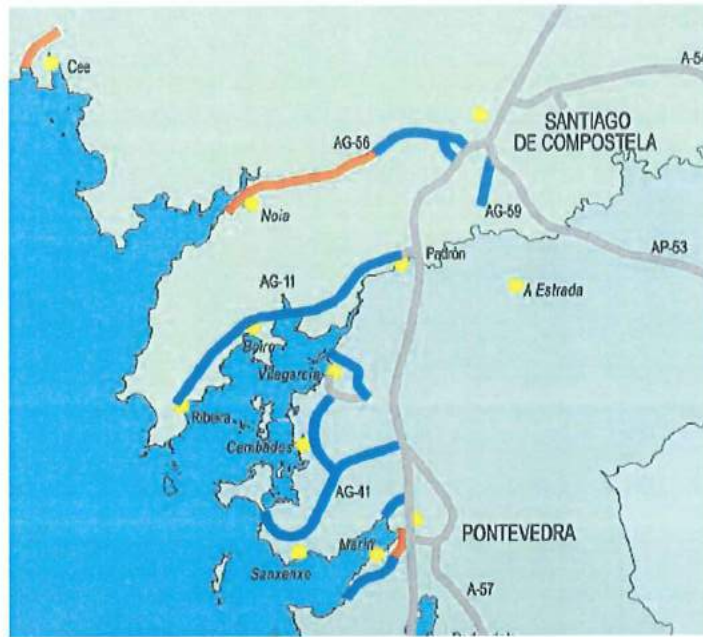 Cee
A-54
SANTIAGO
DE COMPOSTELA
AG-56
Noia
AG-59
Padrón
AP-53
AG-11
A Estrada
Boiro
Vilagarcía
Ribeira
Cambados
AG-41
PONTEVEDRA
Marín
Sanxenxo
A-57